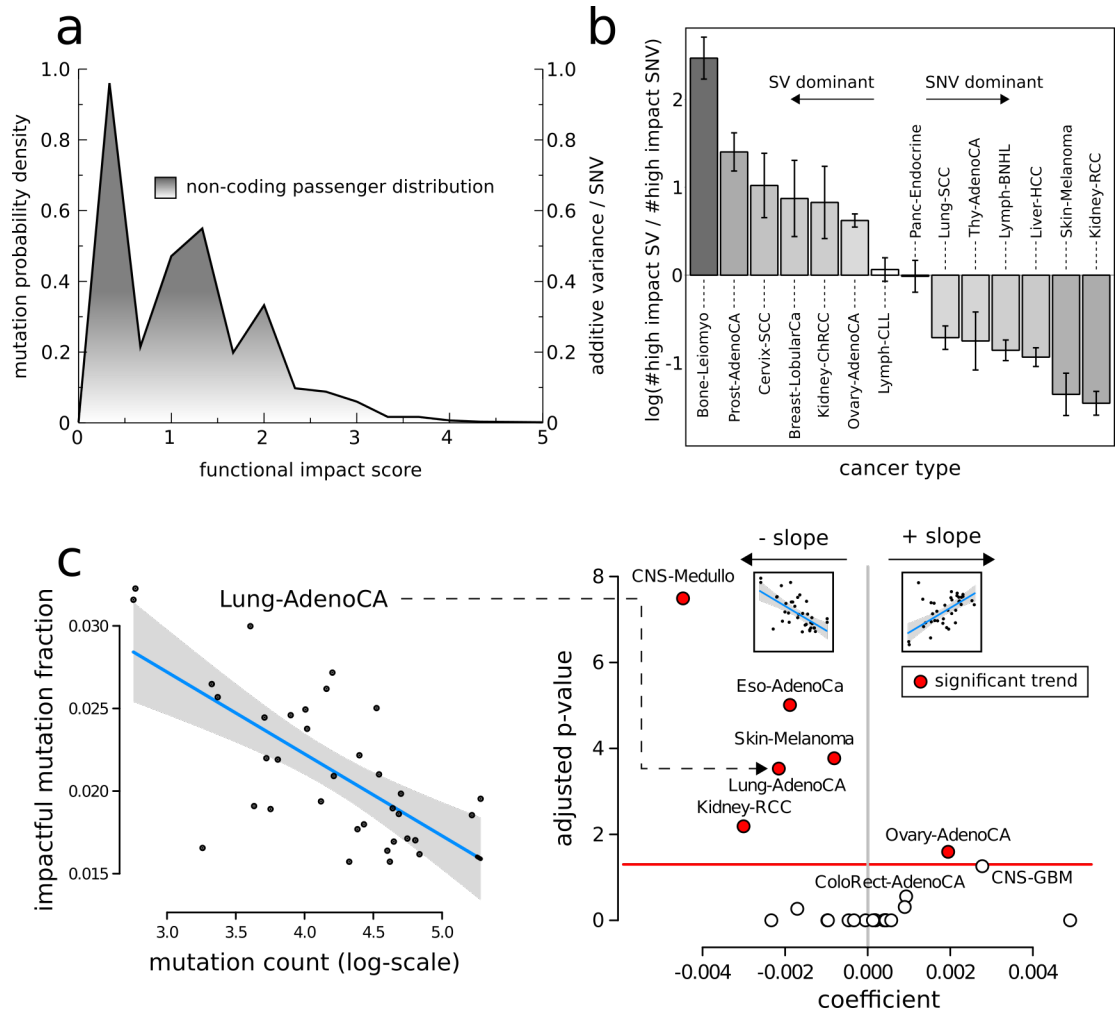 a
1.0
0.8
0.6
0.4
0.2
0
mutation probability density
non-coding passenger distribution
1.0
0.8
0.6
0.4
0.2
0
additive variance / SNV
0 1 2 3 4 5
functional impact score
b
log(#high impact SV / #high impact SNV)
2
1
0
-1
SV dominant
SNV dominant
Bone-Leiomyo
Prost-AdenoCA
Cervix-SCC
Breast-LobularCa
Kidney-ChRCC
Ovary-AdenoCA
Lymph-CLL
Panc-Endocrine
Lung-SCC
Thy-AdenoCA
Lymph-BNHL
Liver-HCC
Skin-Melanoma
Kidney-RCC
cancer type
c
impactful mutation fraction
0.030
0.025
0.020
0.015
Lung-AdenoCA
3.0 3.5 4.0 4.5 5.0
mutation count (log-scale)
adjusted p-value
8
6
4
2
0
- slope
+ slope
CNS-Medullo
significant trend
Eso-AdenoCa
Skin-Melanoma
Lung-AdenoCA
Kidney-RCC
Ovary-AdenoCA
CNS-GBM
ColoRect-AdenoCA
-0.004 -0.002 0.000 0.002 0.004
coefficient